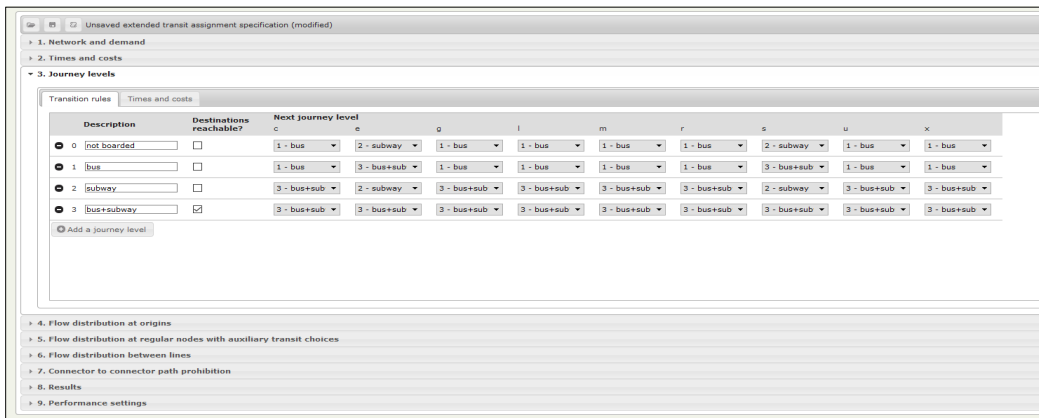 Unsaved extended transit assignment specification (modified)
1. Network and demand
2. Times and costs
3. Journey levels
Transition rules Times and costs
Description Destinations reachable? Next journey level
c e g l m r s u x
0 not boarded 1 - bus 2 - subway 1 - bus 1 - bus 1 - bus 1 - bus 2 - subway 1 - bus 1 - bus
1 bus 1 - bus 3 - bus+sub 1 - bus 1 - bus 1 - bus 1 - bus 3 - bus+sub 1 - bus 1 - bus
2 subway 3 - bus+sub 2 - subway 3 - bus+sub 3 - bus+sub 3 - bus+sub 3 - bus+sub 2 - subway 3 - bus+sub 3 - bus+sub
3 bus+subway 3 - bus+sub 3 - bus+sub 3 - bus+sub 3 - bus+sub 3 - bus+sub 3 - bus+sub 3 - bus+sub 3 - bus+sub 3 - bus+sub
Add a journey level
4. Flow distribution at origins
5. Flow distribution at regular nodes with auxiliary transit choices
6. Flow distribution between lines
7. Connector to connector path prohibition
8. Results
9. Performance settings